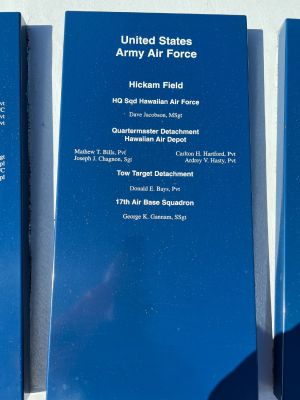 United States
Army Air Force
Hickam Field
HQ Sqd Hawaiian Air Force
Dave Jacobson, MSgt
Quartermaster Detachment
Hawaiian Air Depot
Mathew T. Bills, Pvt
Carlton H. Hartford, Pvt
Joseph J. Chagnon, Sgt
Ardrey V. Hasty, Pvt
Tow Target Detachment
Donald E. Bays, Pvt
17th Air Base Squadron
George K. Gannam, SSgt